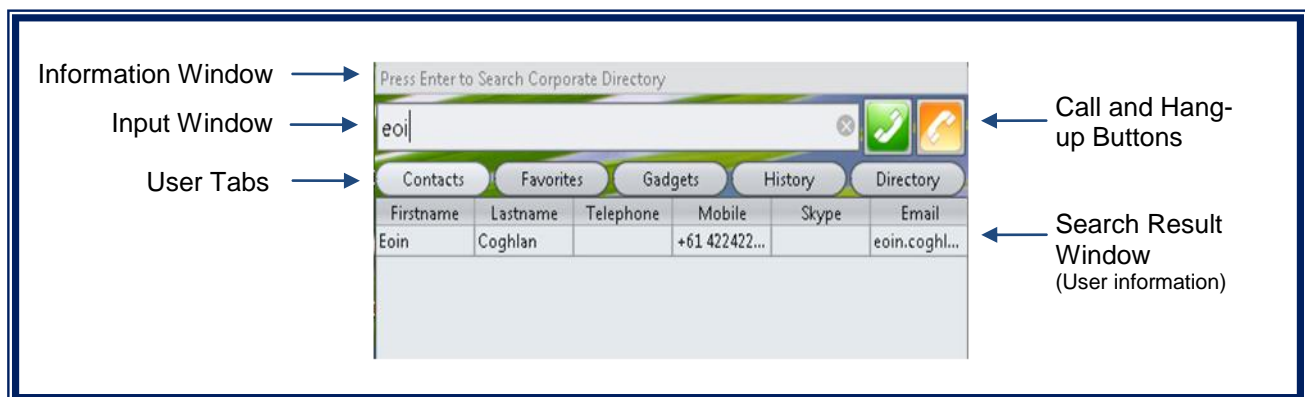 Information Window
Input Window
User Tabs
Press Enter to Search Corporate Directory
eoi
Contacts Favorites Gadgets History Directory
Firstname Lastname Telephone Mobile Skype Email
Eoin Coghlan +61 422422... eoin.coghl...
Call and Hang-
up Buttons
Search Result
Window
(User information)